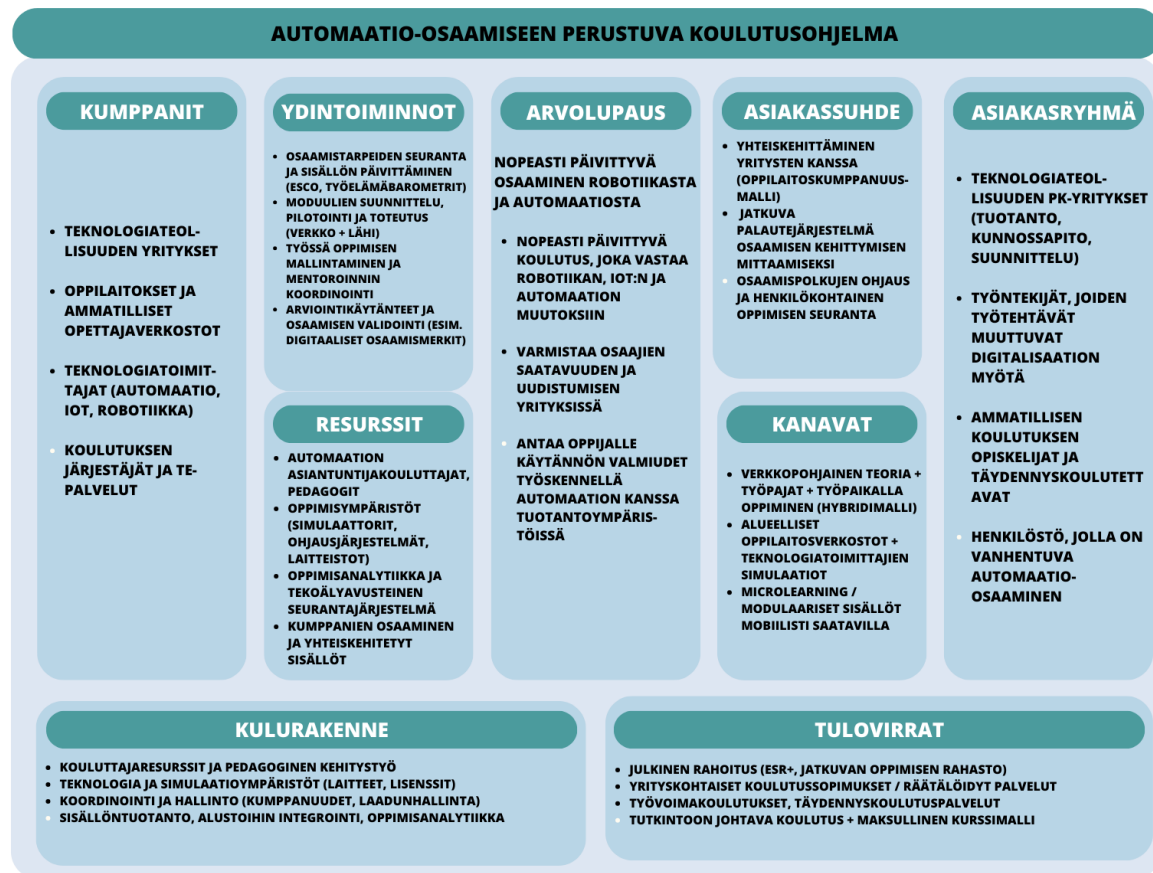 AUTOMAATIO-OSAAMISEEN PERUSTUVA KOULUTUSOHJELMA
KUMPPANIT
• TEKNOLOGIATEOL-
LISUUDEN YRITYKSET
• OPPILAITOKSET JA
AMMATILLISET
OPETTAJAVERKOSTOT
• TEKNOLOGIATOIMIT-
TAJAT (AUTOMAATIO,
IOT, ROBOTIIKKA)
• KOULUTUKSEN
JÄRJESTÄJÄT JA TE-
PALVELUT
YDINTOIMINNOT
• OSAAMISTARPEIDEN SEURANTA
JA SISÄLLÖN PÄIVITTÄMINEN
(ESCO, TYÖELÄMÄBAROMETRIT)
• MODUULIEN SUUNNITTELU,
PILOTOINTI JA TOTEUTUS
(VERKKO + LÄHI)
• TYÖSSÄ OPPIMISEN
MALLINTAMINEN JA
MENTOROINNIN
KOORDINOINTI
• ARVIOINTIKÄYTÄNTEET JA
OSAAMISEN VALIDOINTI (ESIM.
DIGITAALISET OSAAMISMERKIT)
RESURSSIT
• AUTOMAATION
ASIANTUNTIJAKOULUTTAJAT,
PEDAGOGIT
• OPPIMISYMPÄRISTÖT
(SIMULAATTORIT,
OHJAUSJÄRJESTELMÄT,
LAITTEISTOT)
• OPPIMISANALYTIIKKA JA
TEKOÄLYAVUSTEINEN
SEURANTAJÄRJESTELMÄ
• KUMPPANIEN OSAAMINEN
JA YHTEISKEHITETYT
SISÄLLÖT
ARVOLUPAUS
NOPEASTI PÄIVITTYVÄ
OSAAMINEN ROBOTIIKASTA
JA AUTOMAATIOSTA
• NOPEASTI PÄIVITTYVÄ
KOULUTUS, JOKA VASTAA
ROBOTIIKAN, IOT:N JA
AUTOMAATION
MUUTOKSIIN
• VARMISTAA OSAAJIEN
SAATAVUUDEN JA
UUDISTUMISEN
YRITYKSISSÄ
• ANTAA OPPIJALLE
KÄYTÄNNÖN VALMIUDET
TYÖSKENNELLÄ
AUTOMAATION KANSSA
TUOTANTOYMPÄRIS-
TÖISSÄ
ASIAKASSUHDE
• YHTEISKEHITTÄMINEN
YRITYSTEN KANSSA
(OPPILAITOSKUMPPANUUS-
MALLI)
• JATKUVA
PALAUTEJÄRJESTELMÄ
OSAAMISEN KEHITTYMISEN
MITTAAMISEKSI
• OSAAMISPOLKUJEN OHJAUS
JA HENKILÖKOHTAINEN
OPPIMISEN SEURANTA
KANAVAT
• VERKKOPOHJAINEN TEORIA +
TYÖPAJAT + TYÖPAIKALLA
OPPIMINEN (HYBRIDIMALLI)
• ALUEELLISET
OPPILAITOSVERKOSTOT +
TEKNOLOGIATOIMITTAJIEN
SIMULAATIOT
• MICROLEARNING /
MODULAARISET SISÄLLÖT
MOBIILISTI SAATAVILLA
ASIAKASRYHMÄ
• TEKNOLOGIATEOL-
LISUUDEN PK-YRITYKSET
(TUOTANTO,
KUNNOSSAPITO,
SUUNNITTELU)
• TYÖNTEKIJÄT, JOIDEN
TYÖTEHTÄVÄT
MUUTTUVAT
DIGITALISAATION
MYÖTÄ
• AMMATILLISEN
KOULUTUKSEN
OPISKELIJAT JA
TÄYDENNYSKOULUTETT
AVAT
• HENKILÖSTÖ, JOLLA ON
VANHENTUVA
AUTOMAATIO-
OSAAMINEN
KULURAKENNE
• KOULUTTAJARESURSSIT JA PEDAGOGINEN KEHITYSTYÖ
• TEKNOLOGIA JA SIMULAATIOYMPÄRISTÖT (LAITTEET, LISENSSIT)
• KOORDINOINTI JA HALLINTO (KUMPPANUUDET, LAADUNHALLINTA)
• SISÄLLÖNTUOTANTO, ALUSTOIHIN INTEGROINTI, OPPIMISANALYTIIKKA
TULOVIRRAT
• JULKINEN RAHOITUS (ESR+, JATKUVAN OPPIMISEN RAHASTO)
• YRITYSKOHTAISET KOULUTUSSOPIMUKSET / RÄÄTÄLÖIDYT PALVELUT
• TYÖVOIMAKOULUTUKSET, TÄYDENNYSKOULUTUSPALVELUT
• TUTKINTOON JOHTAVA KOULUTUS + MAKSULLINEN KURSSIMALLI